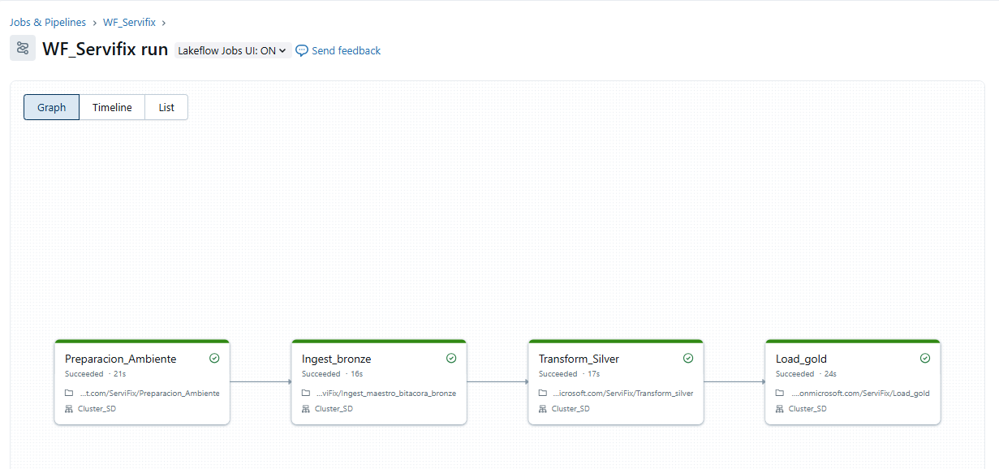 Jobs & Pipelines › WF_Servifix ›
WF_Servifix run Lakeflow Jobs UI: ON Send feedback
Graph Timeline List
Preparacion_Ambiente
Succeeded · 21s
...t.com/ServiFix/Preparacion_Ambiente
Cluster_SD
Ingest_bronze
Succeeded · 16s
...viFix/Ingest_maestro_bitacora_bronze
Cluster_SD
Transform_Silver
Succeeded · 17s
...icrosoft.com/ServiFix/Transform_silver
Cluster_SD
Load_gold
Succeeded · 24s
....onmicrosoft.com/ServiFix/Load_gold
Cluster_SD